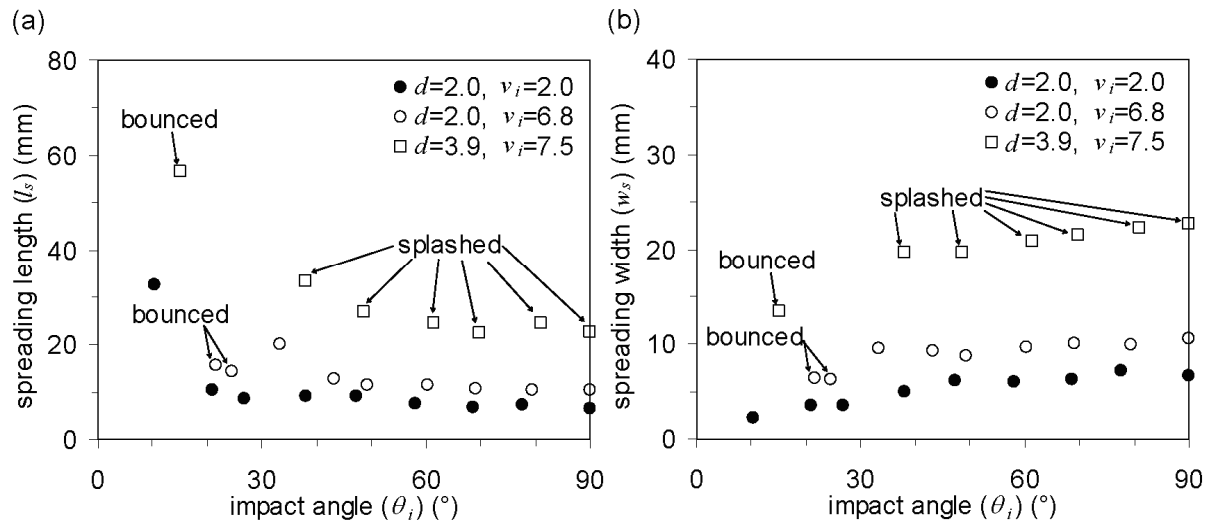 (a)
80
60
40
20
0
spreading length (ls) (mm)
d=2.0, vi=2.0
d=2.0, vi=6.8
d=3.9, vi=7.5
bounced
splashed
bounced
0 30 60 90
impact angle (θi) (°)
(b)
40
30
20
10
0
spreading width (ws) (mm)
d=2.0, vi=2.0
d=2.0, vi=6.8
d=3.9, vi=7.5
splashed
bounced
bounced
0 30 60 90
impact angle (θi) (°)